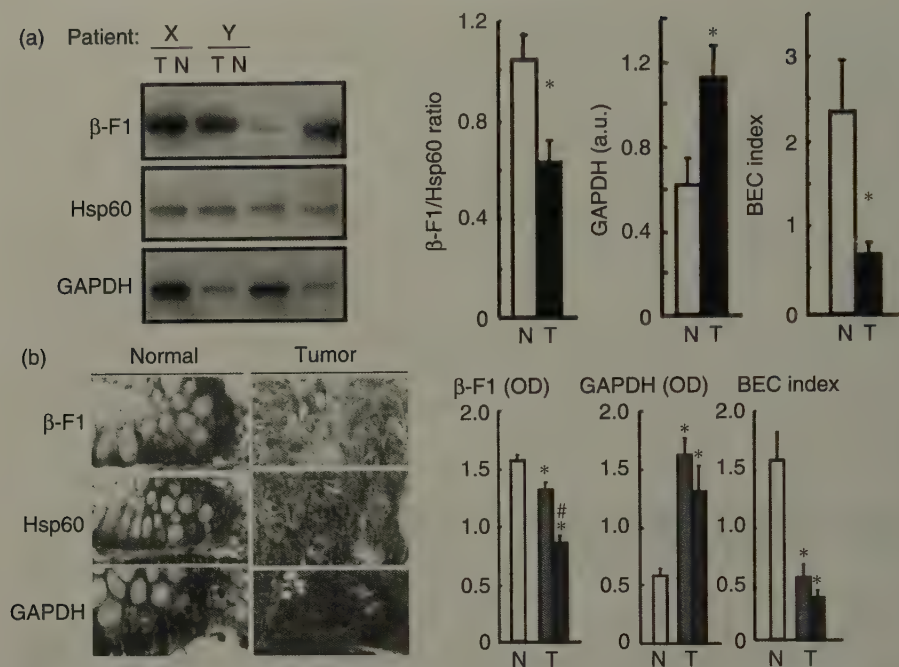 (a) Patient: X Y
T N T N
β-F1
Hsp60
GAPDH
β-F1/Hsp60 ratio
1.2
0.8
0.4
0
N T
*
GAPDH (a.u.)
1.2
0.8
0.4
0
N T
*
BEC index
3
2
1
0
N T
*
(b) Normal Tumor
β-F1
Hsp60
GAPDH
β-F1 (OD)
2.0
1.5
1.0
0.5
0
N T
*
#
*
GAPDH (OD)
2.0
1.5
1.0
0.5
0
N T
*
*
BEC index
2.0
1.5
1.0
0.5
0
N T
*
*